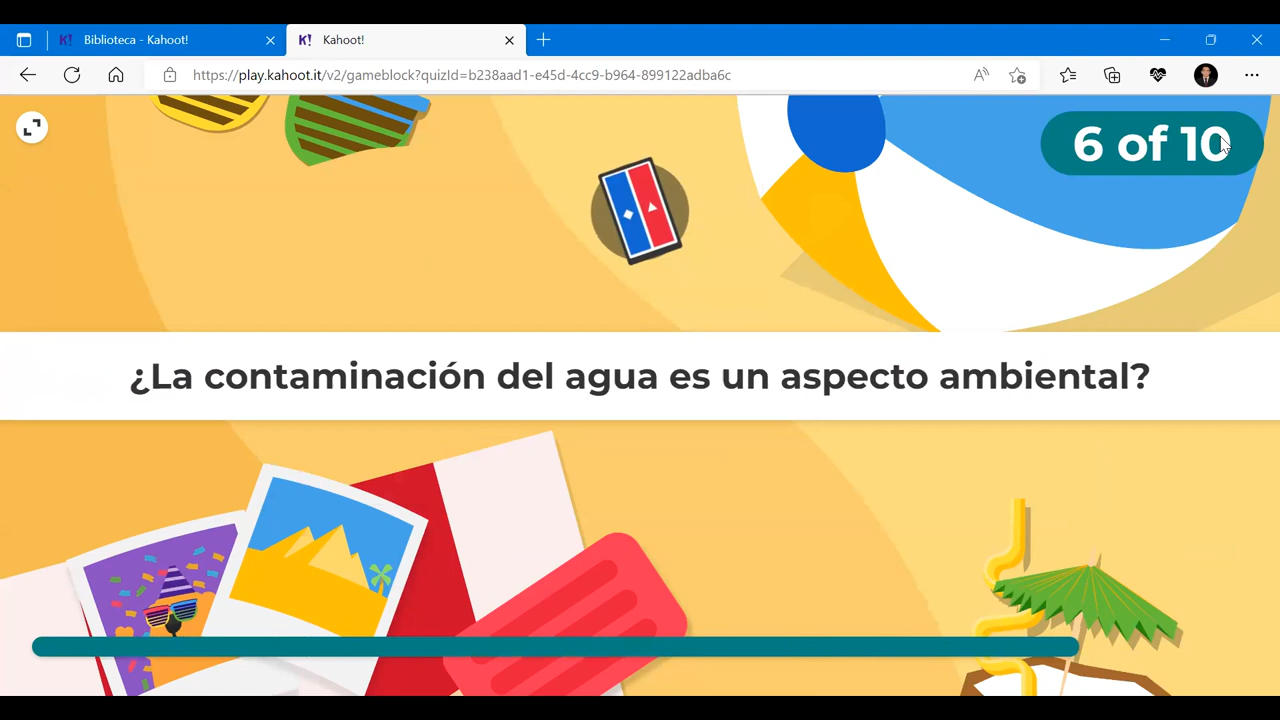 K! Biblioteca - Kahoot!
K! Kahoot!
https://play.kahoot.it/v2/gameblock?quizId=b238aad1-e45d-4cc9-b964-899122adba6c
6 of 10
¿La contaminación del agua es un aspecto ambiental?